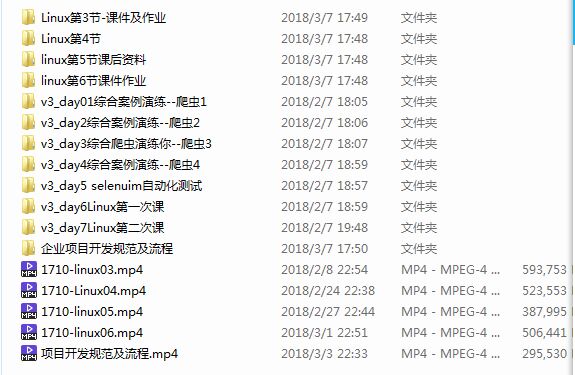 Linux第3节-课件及作业 2018/3/7 17:49 文件夹
Linux第4节 2018/3/7 17:48 文件夹
linux第5节课后资料 2018/3/7 17:48 文件夹
linux第6节课件作业 2018/3/7 17:48 文件夹
v3_day01综合案例演练--爬虫1 2018/2/7 18:05 文件夹
v3_day2综合案例演练--爬虫2 2018/2/7 18:06 文件夹
v3_day3综合爬虫演练你--爬虫3 2018/2/7 18:07 文件夹
v3_day4综合案例演练--爬虫4 2018/2/7 18:59 文件夹
v3_day5 selenuim自动化测试 2018/2/7 18:57 文件夹
v3_day6Linux第一次课 2018/2/7 18:59 文件夹
v3_day7Linux第二次课 2018/2/7 19:48 文件夹
企业项目开发规范及流程 2018/3/7 17:50 文件夹
1710-linux03.mp4 2018/2/8 22:54 MP4 - MPEG-4 ... 593,753
1710-Linux04.mp4 2018/2/24 22:38 MP4 - MPEG-4 ... 523,553
1710-linux05.mp4 2018/2/27 22:44 MP4 - MPEG-4 ... 387,995
1710-linux06.mp4 2018/3/1 22:51 MP4 - MPEG-4 ... 506,441
项目开发规范及流程.mp4 2018/3/3 22:33 MP4 - MPEG-4 ... 295,530